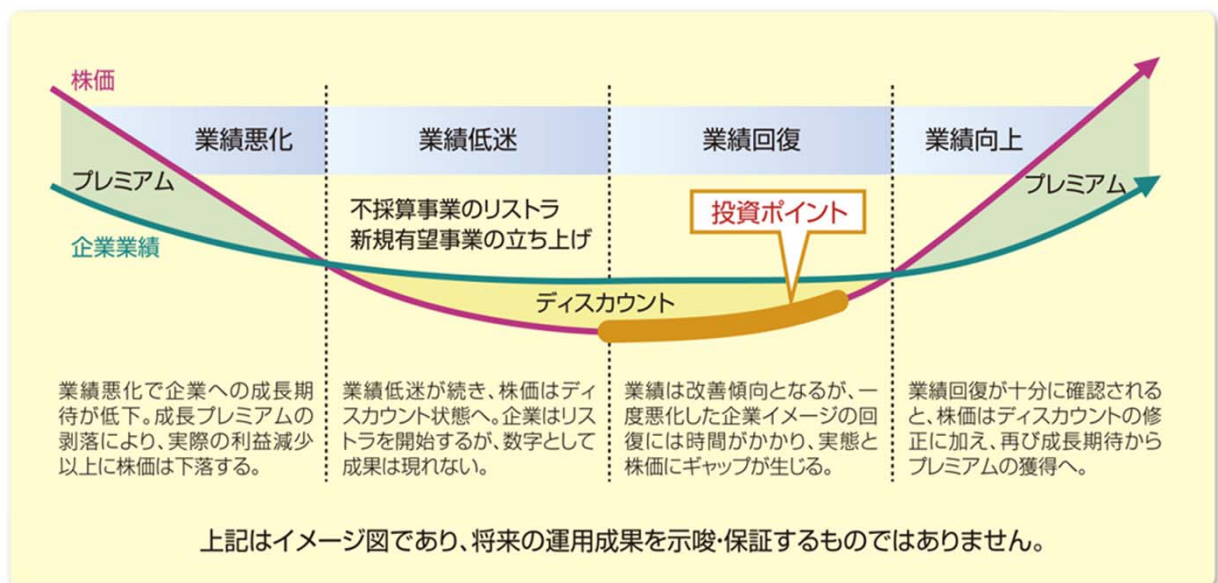 株価
業績悪化
業績低迷
業績回復
業績向上
プレミアム
プレミアム
企業業績
不採算事業のリストラ
新規有望事業の立ち上げ
投資ポイント
ディスカウント
業績悪化で企業への成長期
待が低下。成長プレミアムの
剥落により、実際の利益減少
以上に株価は下落する。
業績低迷が続き、株価はディ
スカウント状態へ。企業はリス
トラを開始するが、数字として
成果は現れない。
業績は改善傾向となるが、一
度悪化した企業イメージの回
復には時間がかかり、実態と
株価にギャップが生じる。
業績回復が十分に確認される
と、株価はディスカウントの修
正に加え、再び成長期待から
プレミアムの獲得へ。
上記はイメージ図であり、将来の運用成果を示唆・保証するものではありません。